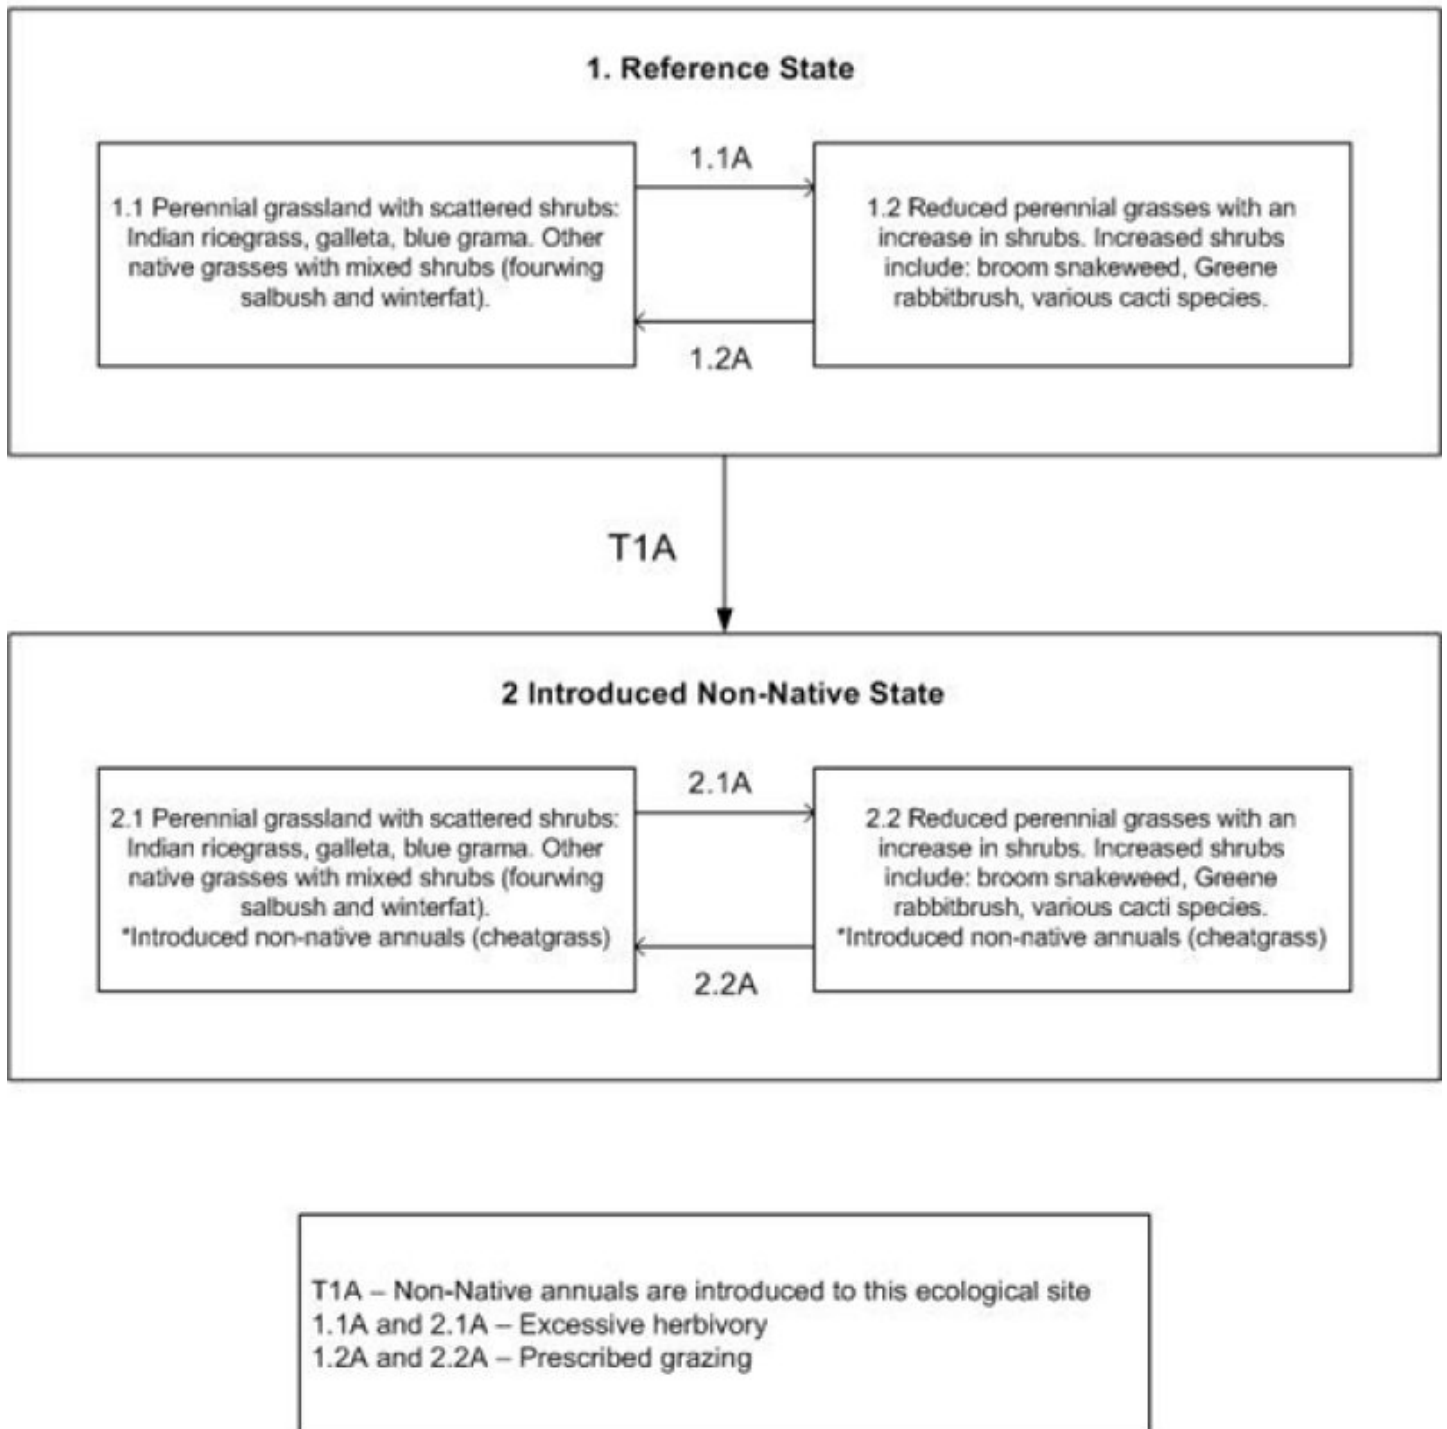 1. Reference State
1.1A
1.1 Perennial grassland with scattered shrubs:
Indian ricegrass, galleta, blue grama. Other
native grasses with mixed shrubs (fourwing
salbush and winterfat).
1.2 Reduced perennial grasses with an
increase in shrubs. Increased shrubs
include: broom snakeweed, Greene
rabbitbrush, various cacti species.
1.2A
T1A
2 Introduced Non-Native State
2.1A
2.1 Perennial grassland with scattered shrubs:
Indian ricegrass, galleta, blue grama. Other
native grasses with mixed shrubs (fourwing
salbush and winterfat).
*Introduced non-native annuals (cheatgrass)
2.2 Reduced perennial grasses with an
increase in shrubs. Increased shrubs
include: broom snakeweed, Greene
rabbitbrush, various cacti species.
*Introduced non-native annuals (cheatgrass)
2.2A
T1A – Non-Native annuals are introduced to this ecological site
1.1A and 2.1A – Excessive herbivory
1.2A and 2.2A – Prescribed grazing